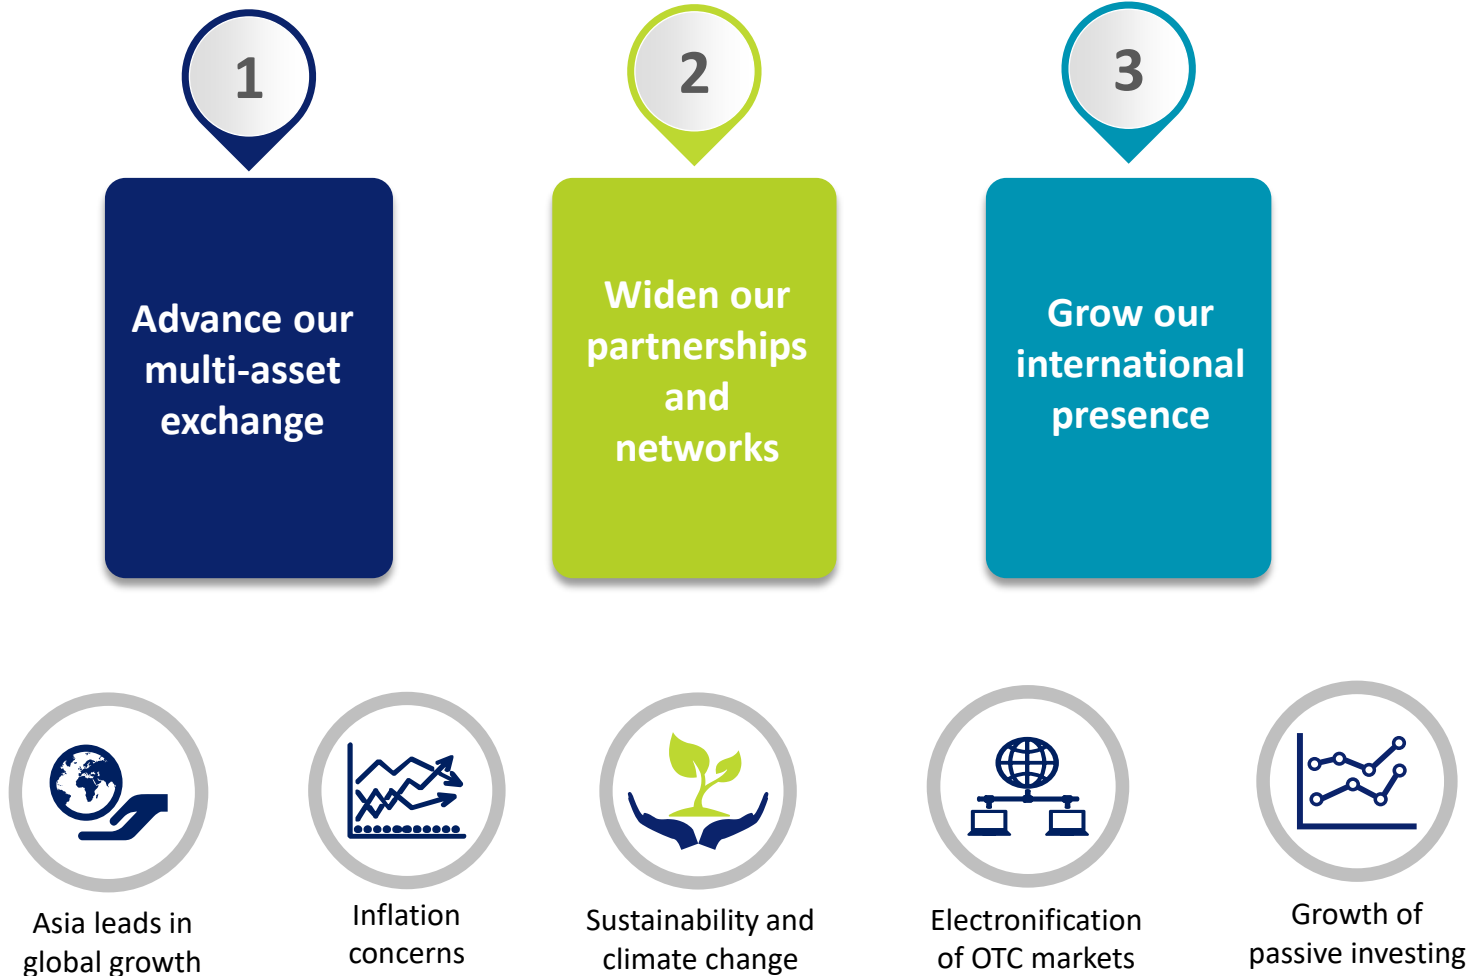 1
Advance our
multi-asset
exchange
2
Widen our
partnerships
and
networks
3
Grow our
international
presence
Asia leads in
global growth
Inflation
concerns
Sustainability and
climate change
Electronification
of OTC markets
Growth of
passive investing